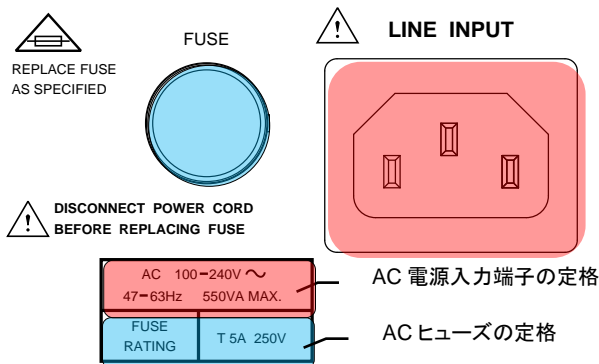 FUSE
REPLACE FUSE
AS SPECIFIED
LINE INPUT
DISCONNECT POWER CORD
BEFORE REPLACING FUSE
AC 100-240V ～
47-63Hz 550VA MAX.
AC 電源入力端子の定格
FUSE
RATING
T 5A 250V
AC ヒューズの定格